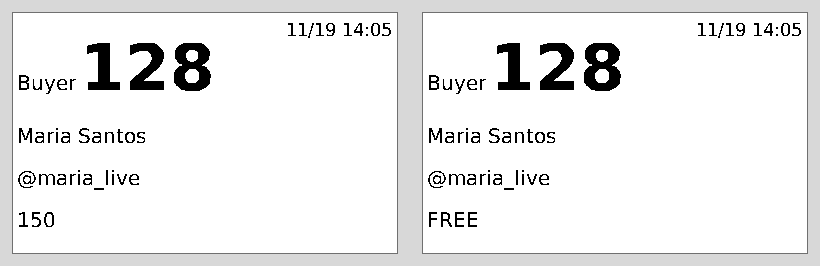 11/19 14:05
Buyer 128
Maria Santos
@maria_live
150
11/19 14:05
Buyer 128
Maria Santos
@maria_live
FREE